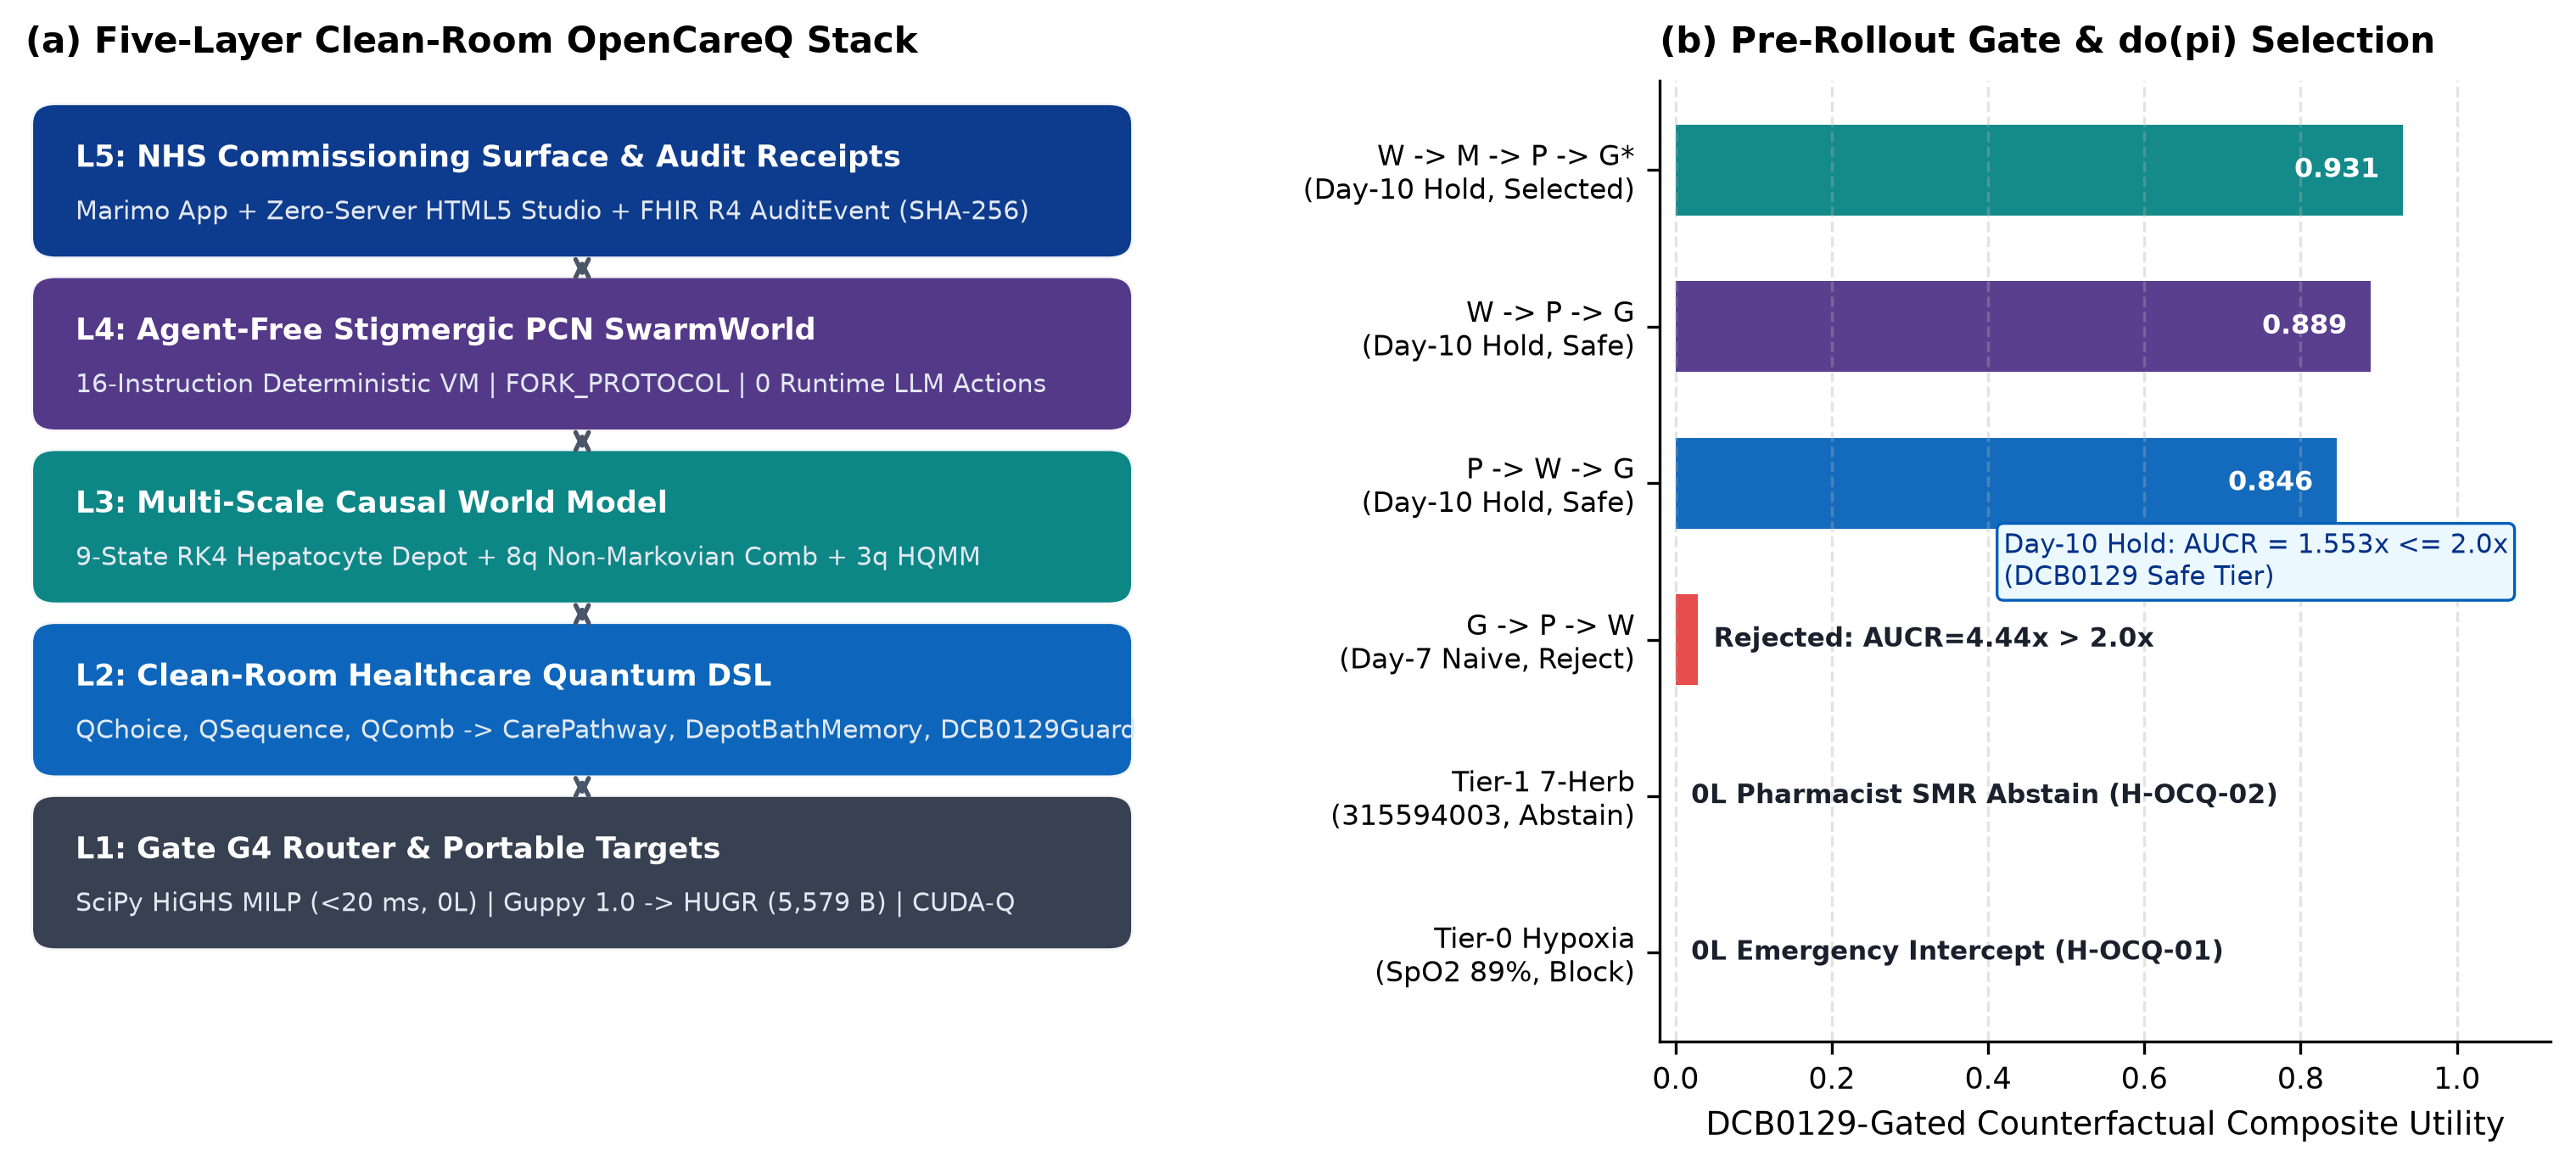 (a) Five-Layer Clean-Room OpenCareQ Stack
L5: NHS Commissioning Surface & Audit Receipts
Marimo App + Zero-Server HTML5 Studio + FHIR R4 AuditEvent (SHA-256)
L4: Agent-Free Stigmergic PCN SwarmWorld
16-Instruction Deterministic VM | FORK_PROTOCOL | 0 Runtime LLM Actions
L3: Multi-Scale Causal World Model
9-State RK4 Hepatocyte Depot + 8q Non-Markovian Comb + 3q HQMM
L2: Clean-Room Healthcare Quantum DSL
QChoice, QSequence, QComb -> CarePathway, DepotBathMemory, DCB0129Guard
L1: Gate G4 Router & Portable Targets
SciPy HiGHS MILP (<20 ms, 0L) | Guppy 1.0 -> HUGR (5,579 B) | CUDA-Q
(b) Pre-Rollout Gate & do(pi) Selection
W -> M -> P -> G*
(Day-10 Hold, Selected)
0.931
W -> P -> G
(Day-10 Hold, Safe)
0.889
P -> W -> G
(Day-10 Hold, Safe)
0.846
Day-10 Hold: AUCR = 1.553x <= 2.0x
(DCB0129 Safe Tier)
G -> P -> W
(Day-7 Naive, Reject)
Rejected: AUCR=4.44x > 2.0x
Tier-1 7-Herb
(315594003, Abstain)
0L Pharmacist SMR Abstain (H-OCQ-02)
Tier-0 Hypoxia
(SpO2 89%, Block)
0L Emergency Intercept (H-OCQ-01)
0.0 0.2 0.4 0.6 0.8 1.0
DCB0129-Gated Counterfactual Composite Utility